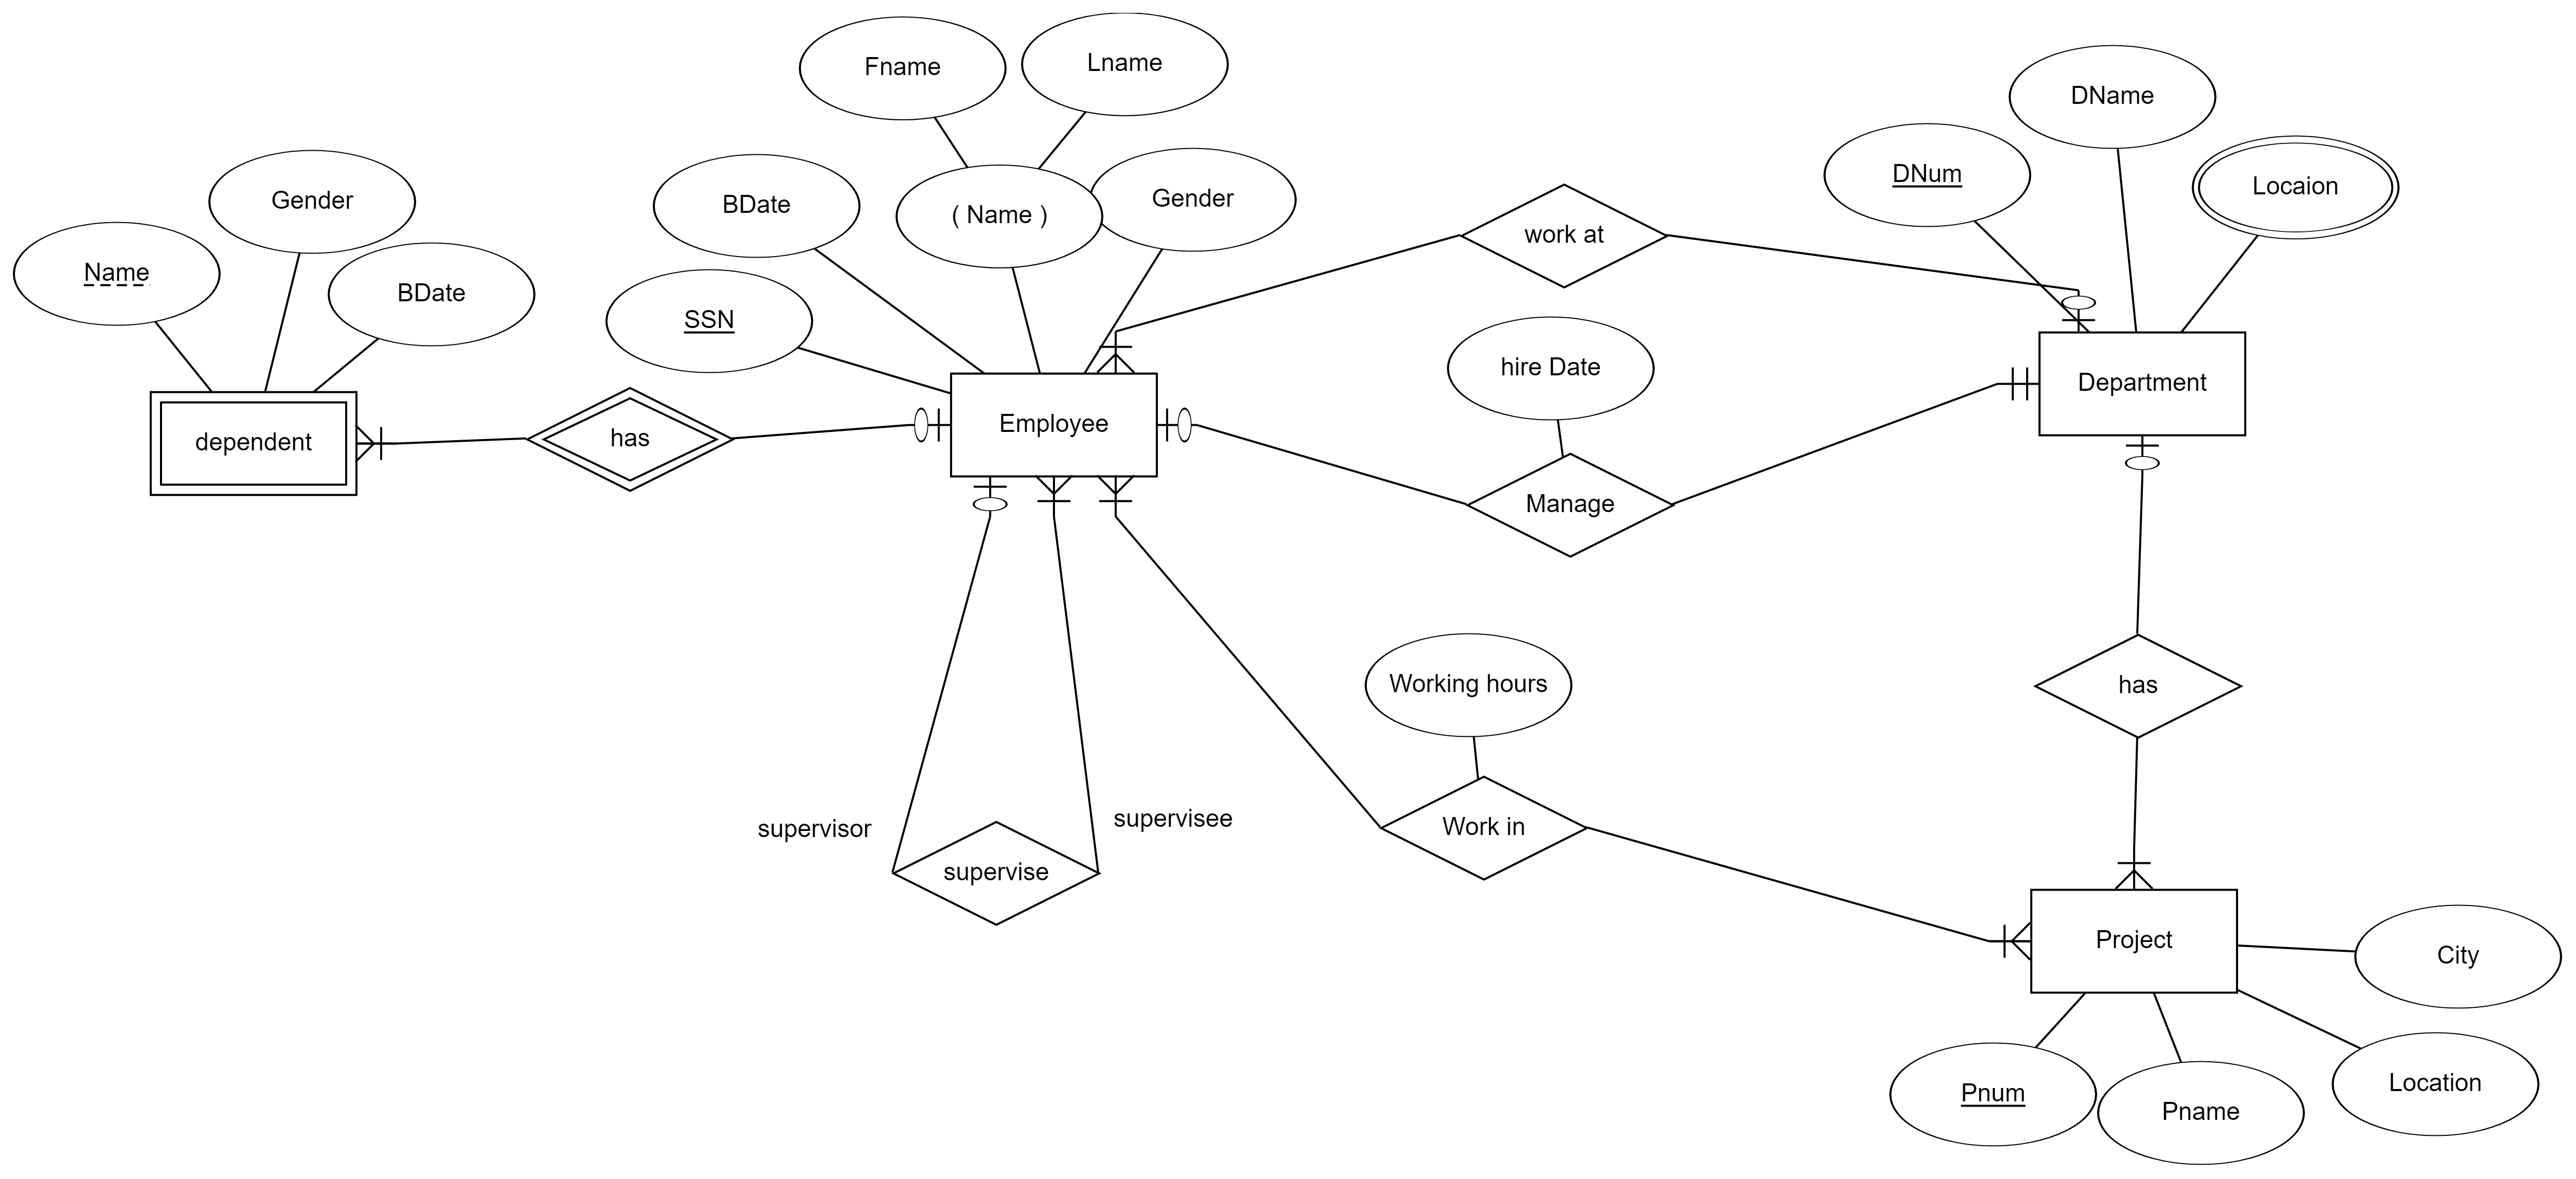 Fname
Lname
DName
DNum
Locaion
Gender
BDate
( Name )
Gender
Name
BDate
SSN
work at
hire Date
Department
dependent
has
Employee
Manage
Working hours
has
supervisor
supervisee
supervise
Work in
Project
City
Pnum
Pname
Location